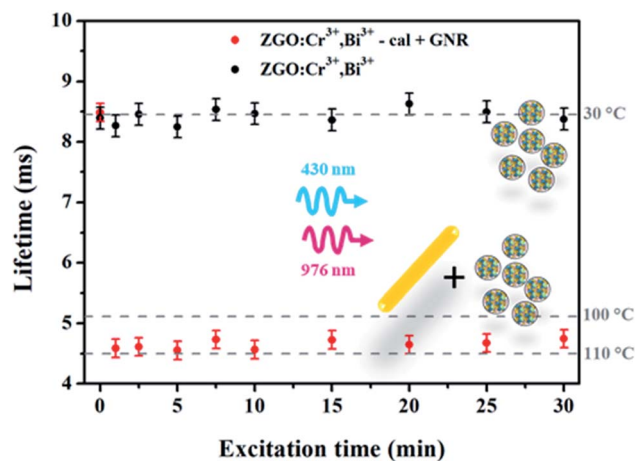 ZGO:Cr³⁺,Bi³⁺ - cal + GNR
ZGO:Cr³⁺,Bi³⁺
10
9
8
7
6
5
4
Lifetime (ms)
30 °C
430 nm
976 nm
+
100 °C
110 °C
0 5 10 15 20 25 30
Excitation time (min)